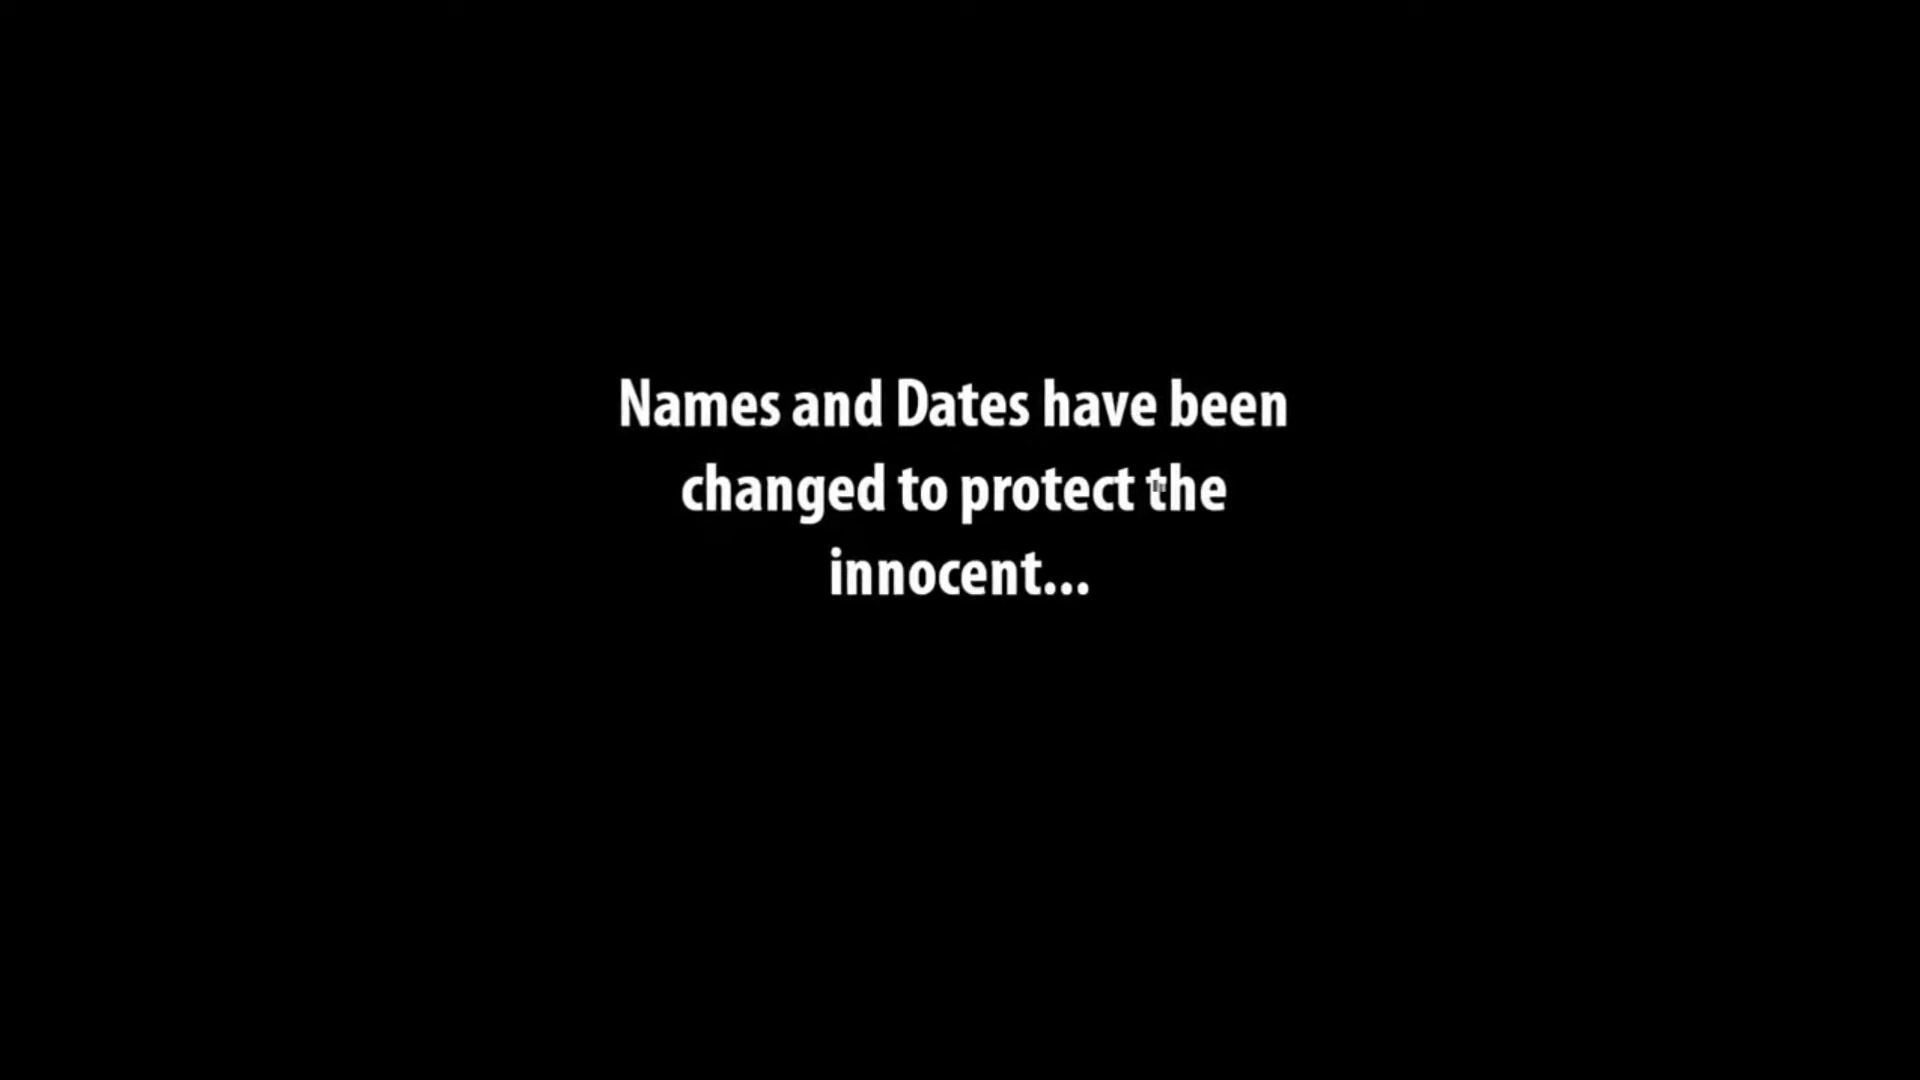 Names and Dates have been
changed to protect the
innocent...